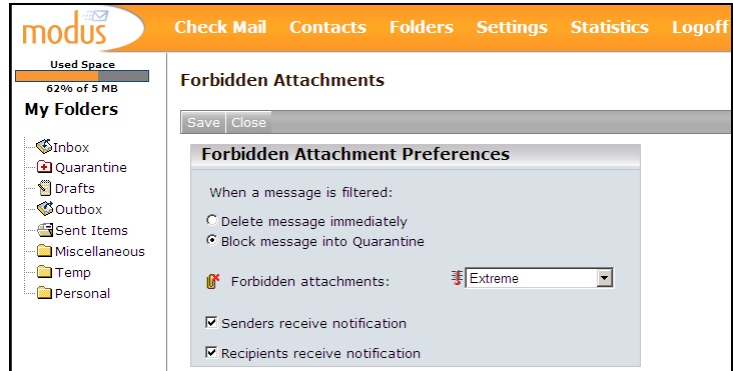 modus
Check Mail Contacts Folders Settings Statistics Logoff
Used Space
62% of 5 MB
My Folders
Inbox
Quarantine
Drafts
Outbox
Sent Items
Miscellaneous
Temp
Personal
Forbidden Attachments
Save Close
Forbidden Attachment Preferences
When a message is filtered:
Delete message immediately
Block message into Quarantine
Forbidden attachments: Extreme
Senders receive notification
Recipients receive notification